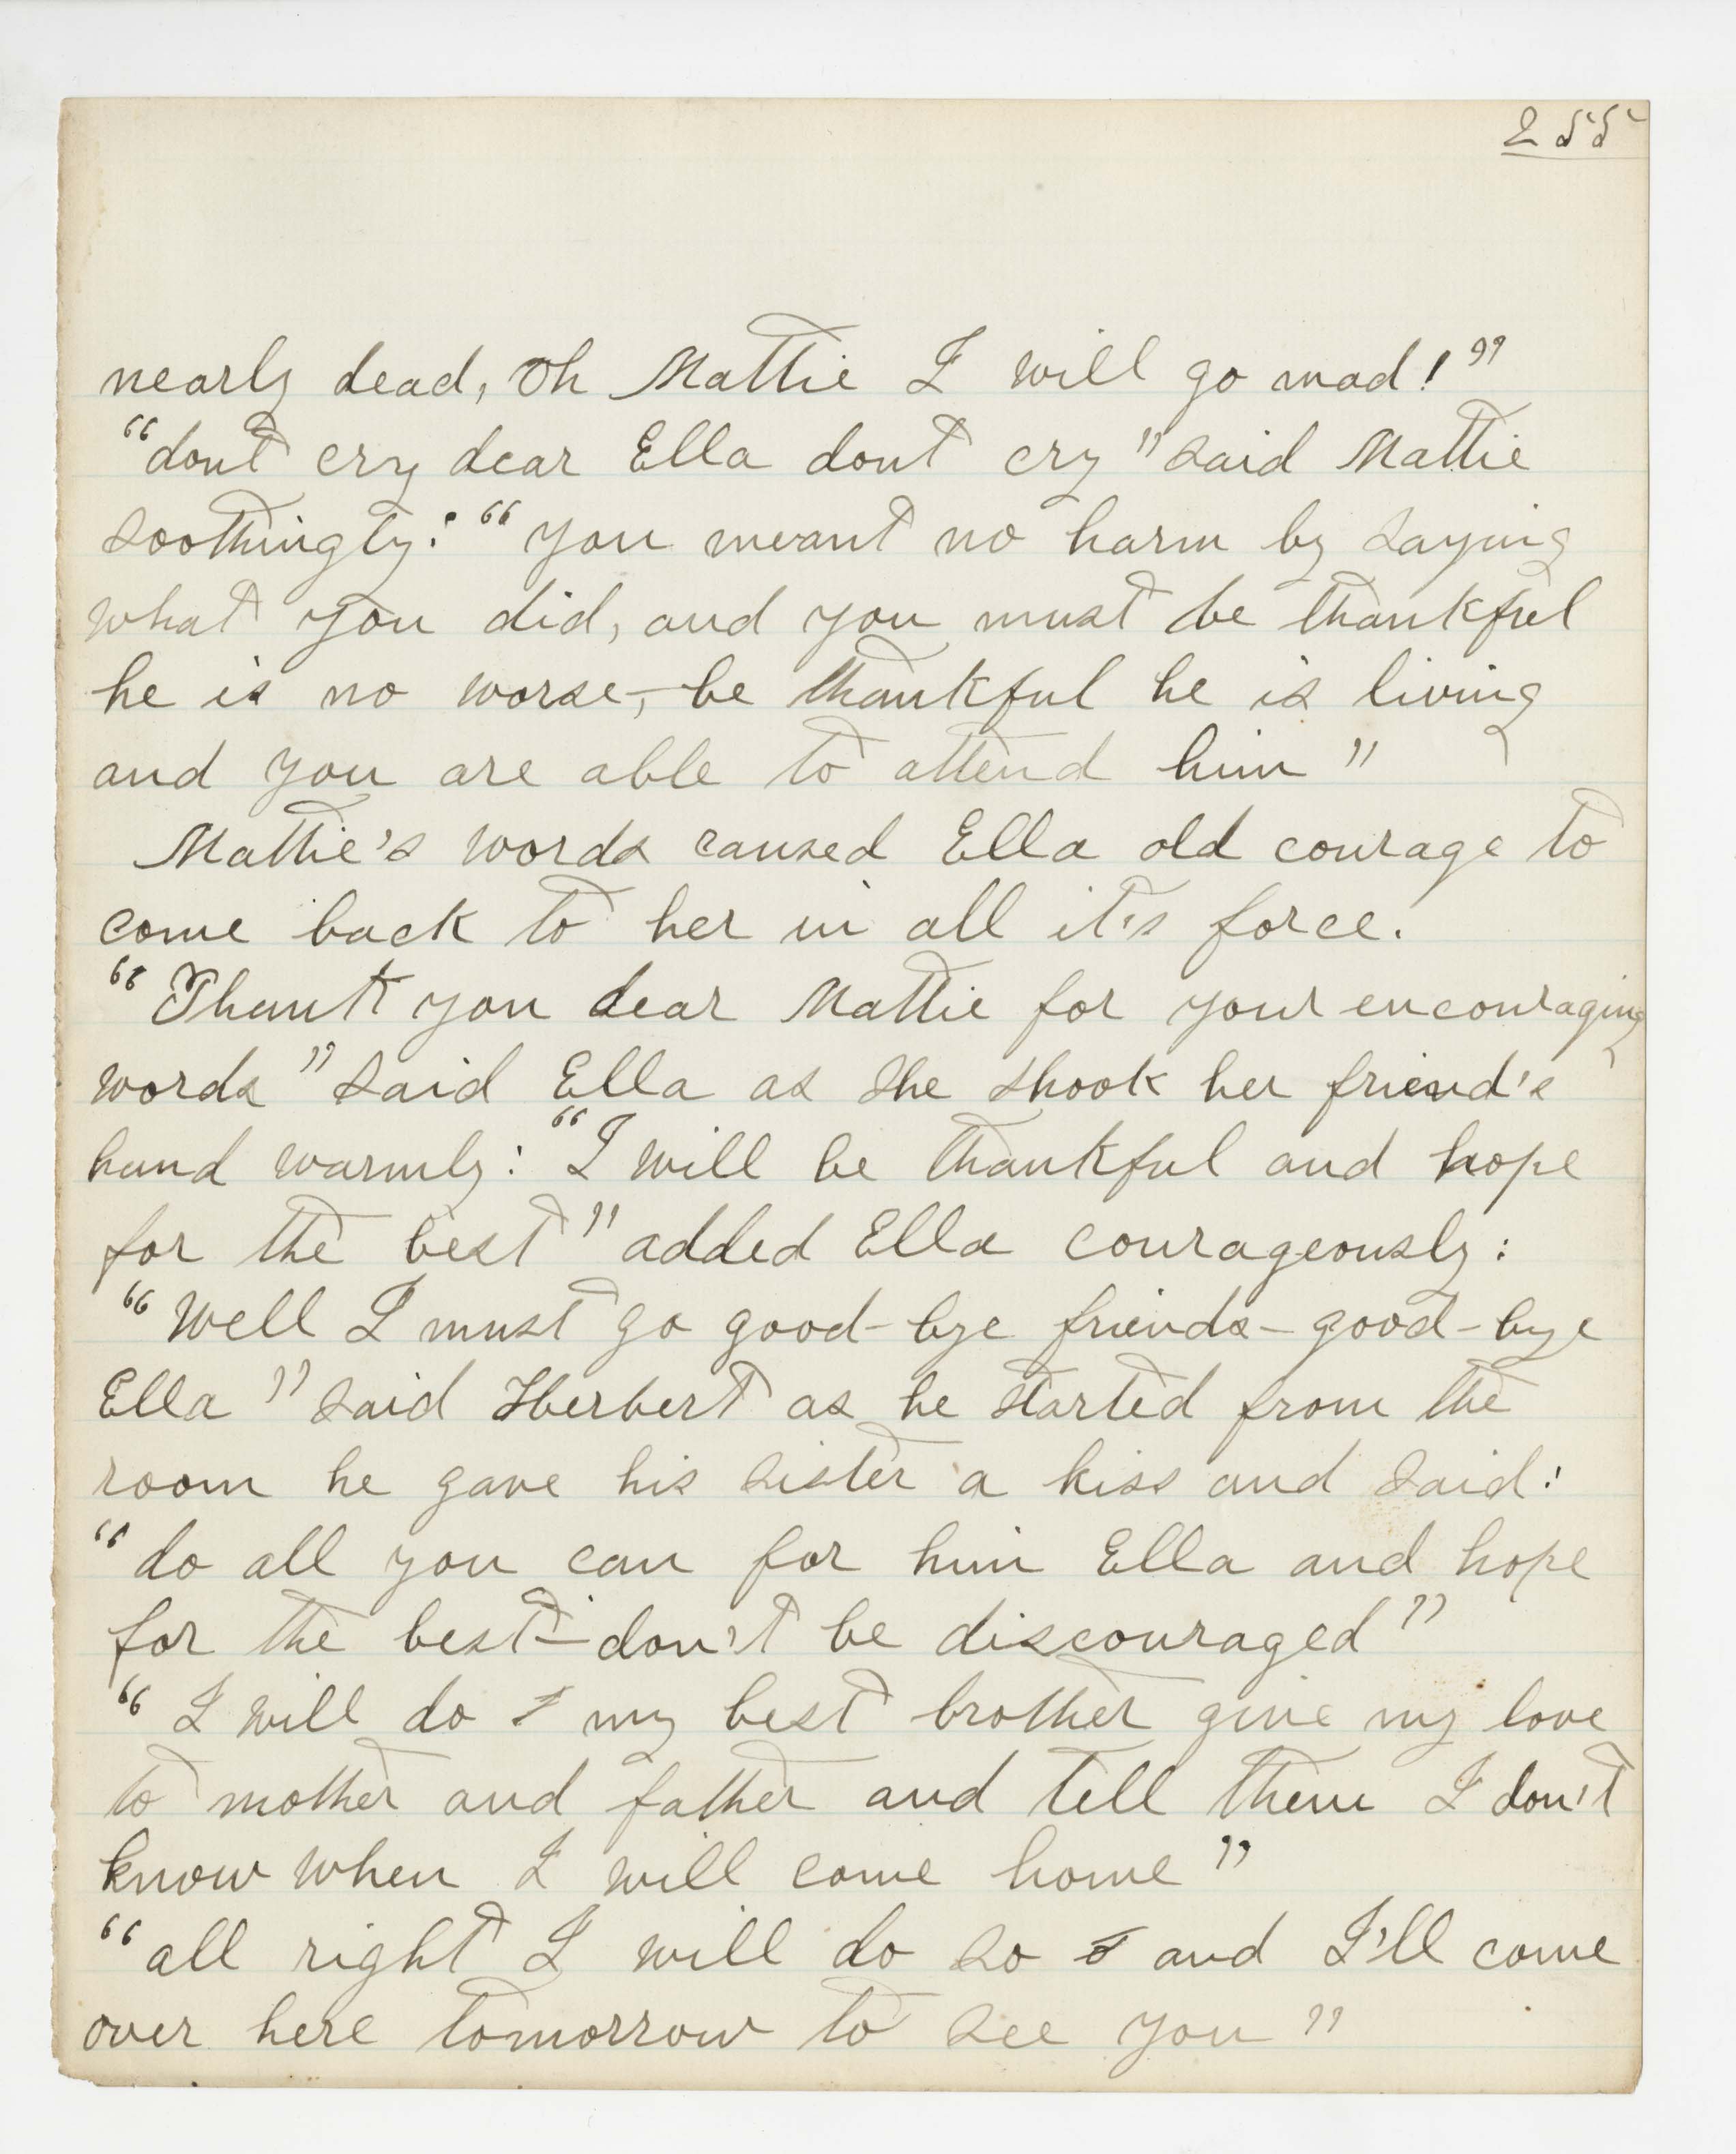 255
nearly dead, Oh Mattie I will go mad!"
"dont cry dear Ella dont cry" said Mattie
soothingly: "you meant no harm by saying
what you did, and you must be thankful
he is no worse,-be thankful he is living
and you are able to attend him"
Mattie's words caused Ella old courage to
come back to her in all it's force.
"Thank you dear Mattie for your encouraging
words" said Ella as she shook her friend's
hand warmly: "I will be thankful and hope
for the best" added Ella courageously:
"Well I must go good-bye friends-good-bye
Ella" said Herbert as he started from the
room he gave his sister a kiss and said:
"do all you can for him Ella and hope
for the best-don't be discouraged"
"I will do my best brother give my love
to mother and father and tell them I don't
know when I will come home"
"all right I will do so and I'll come
over here tomorrow to see you"